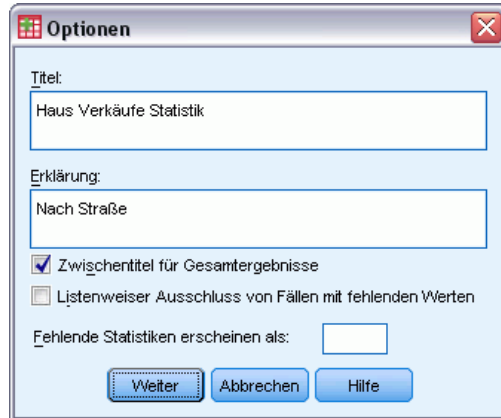 Optionen
Titel:
Haus Verkäufe Statistik
Erklärung:
Nach Straße
Zwischentitel für Gesamtergebnisse
Listenweiser Ausschluss von Fällen mit fehlenden Werten
Fehlende Statistiken erscheinen als:
Weiter Abbrechen Hilfe